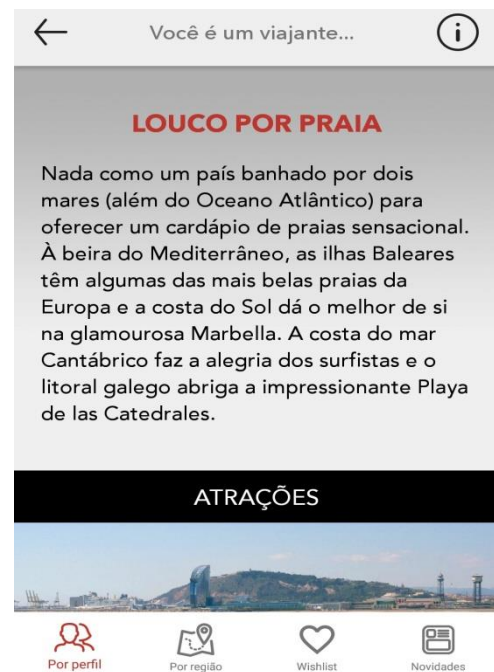 Você é um viajante...
LOUCO POR PRAIA
Nada como um país banhado por dois
mares (além do Oceano Atlântico) para
oferecer um cardápio de praias sensacional.
À beira do Mediterrâneo, as ilhas Baleares
têm algumas das mais belas praias da
Europa e a costa do Sol dá o melhor de si
na glamourosa Marbella. A costa do mar
Cantábrico faz a alegria dos surfistas e o
litoral galego abriga a impressionante Playa
de las Catedrales.
ATRAÇÕES
Por perfil Por região Wishlist Novidades